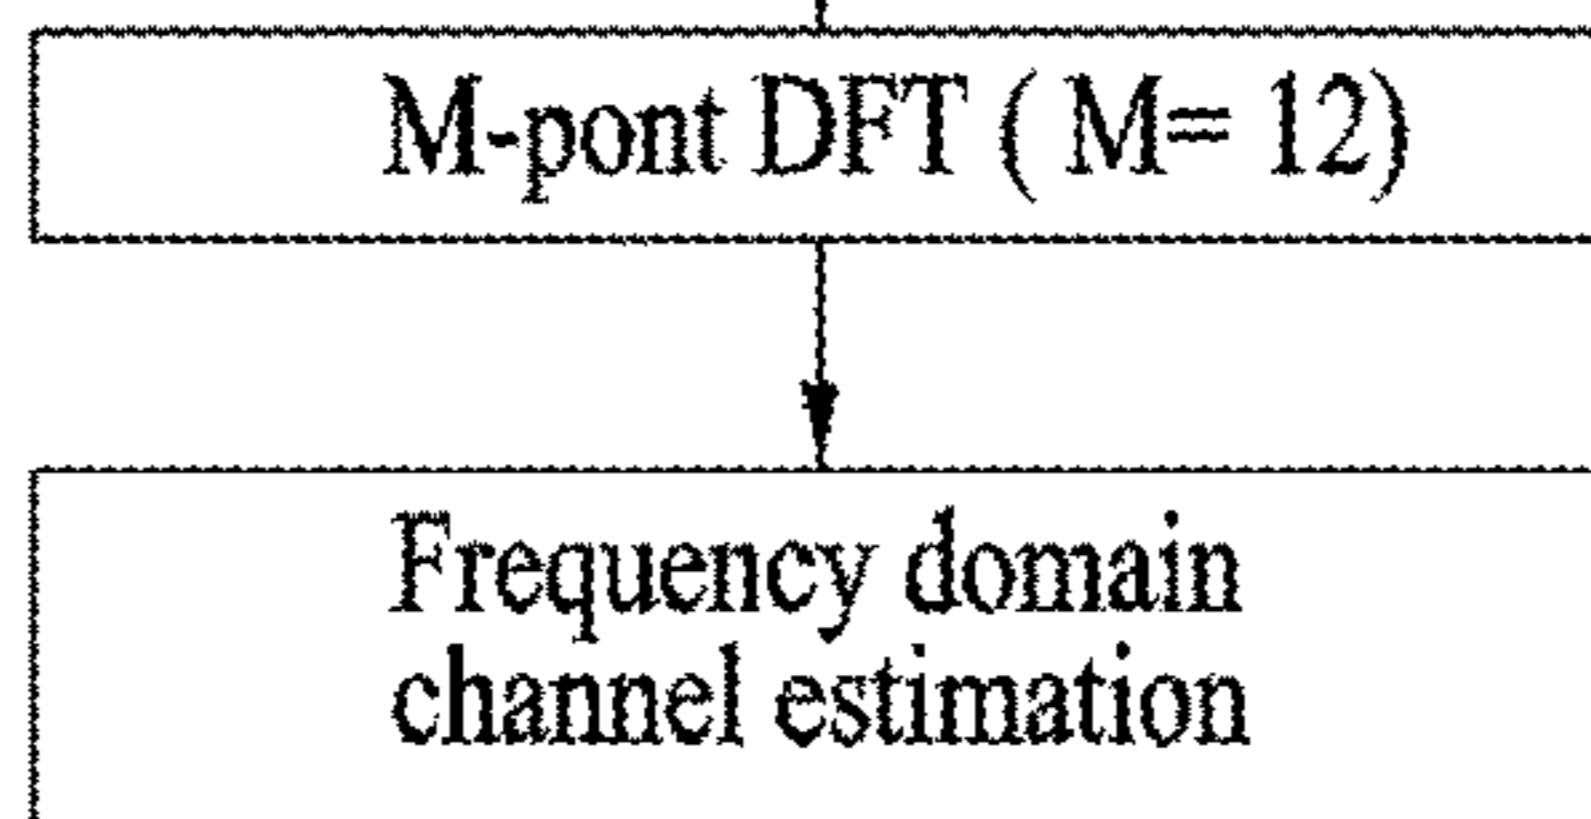 M-pont DFT ( M= 12)
Frequency domain
channel estimation